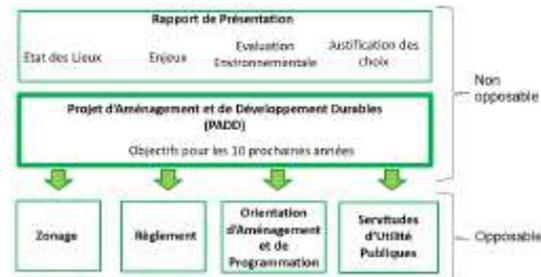 Rapport de Présentation
Etat des Lieux
Enjeux
Evaluation
Environnementale
Justification des
choix
Non
opposable
Projet d'Aménagement et de Développement Durables
(PADD)
Objectifs pour les 10 prochaines années
Zonage
Règlement
Orientation
d'Aménagement
et de
Programmation
Servitudes
d'Utilité
Publiques
Opposable